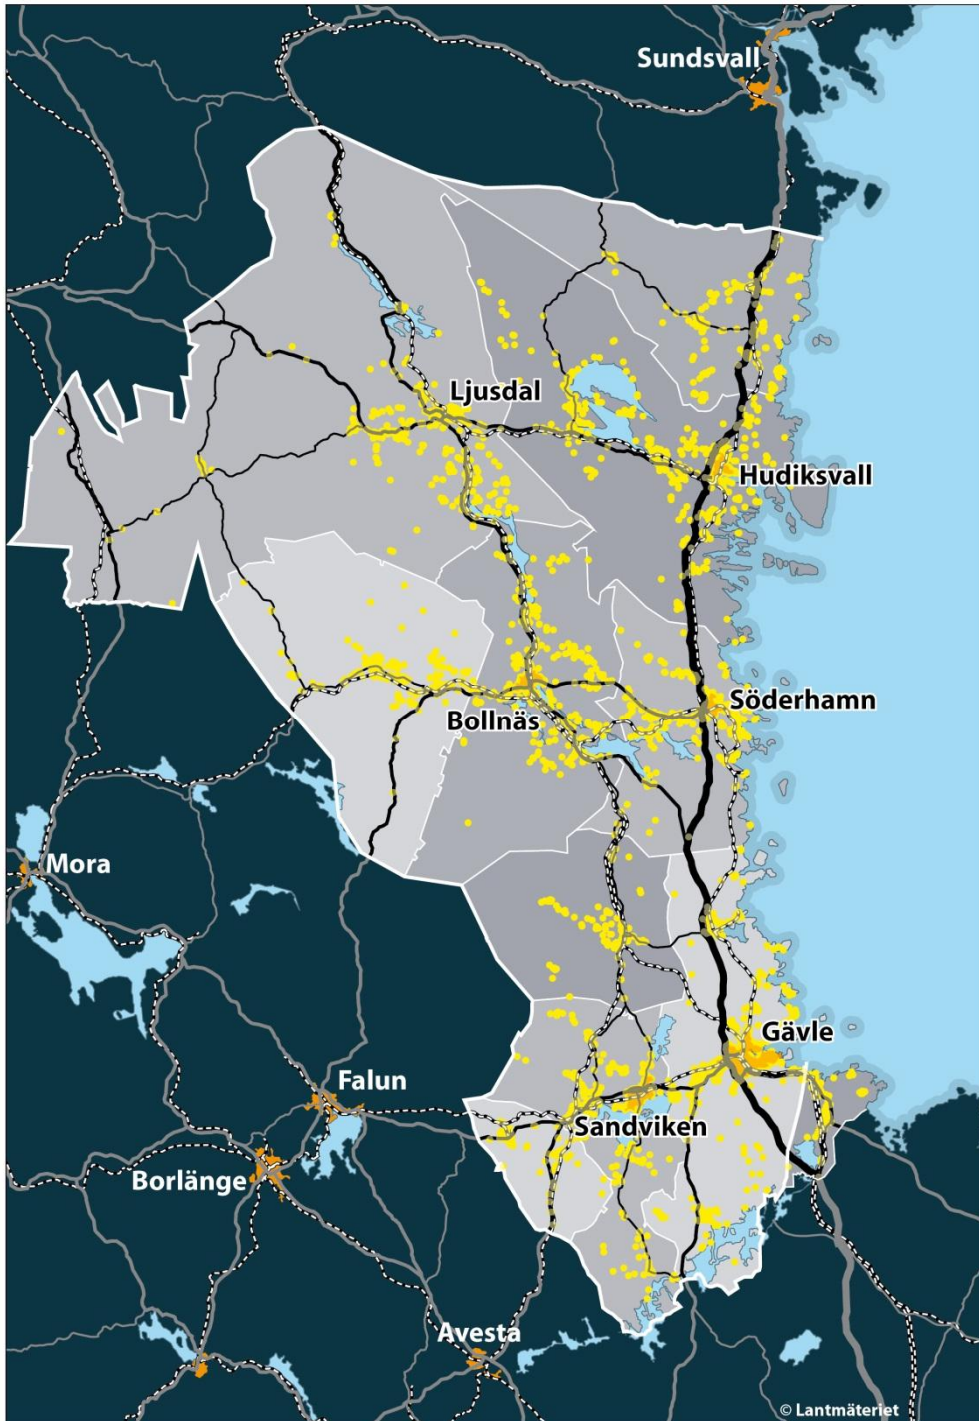 Sundsvall
Ljusdal
Hudiksvall
Söderhamn
Bollnäs
Mora
Gävle
Falun
Sandviken
Borlänge
Avesta
© Lantmäteriet